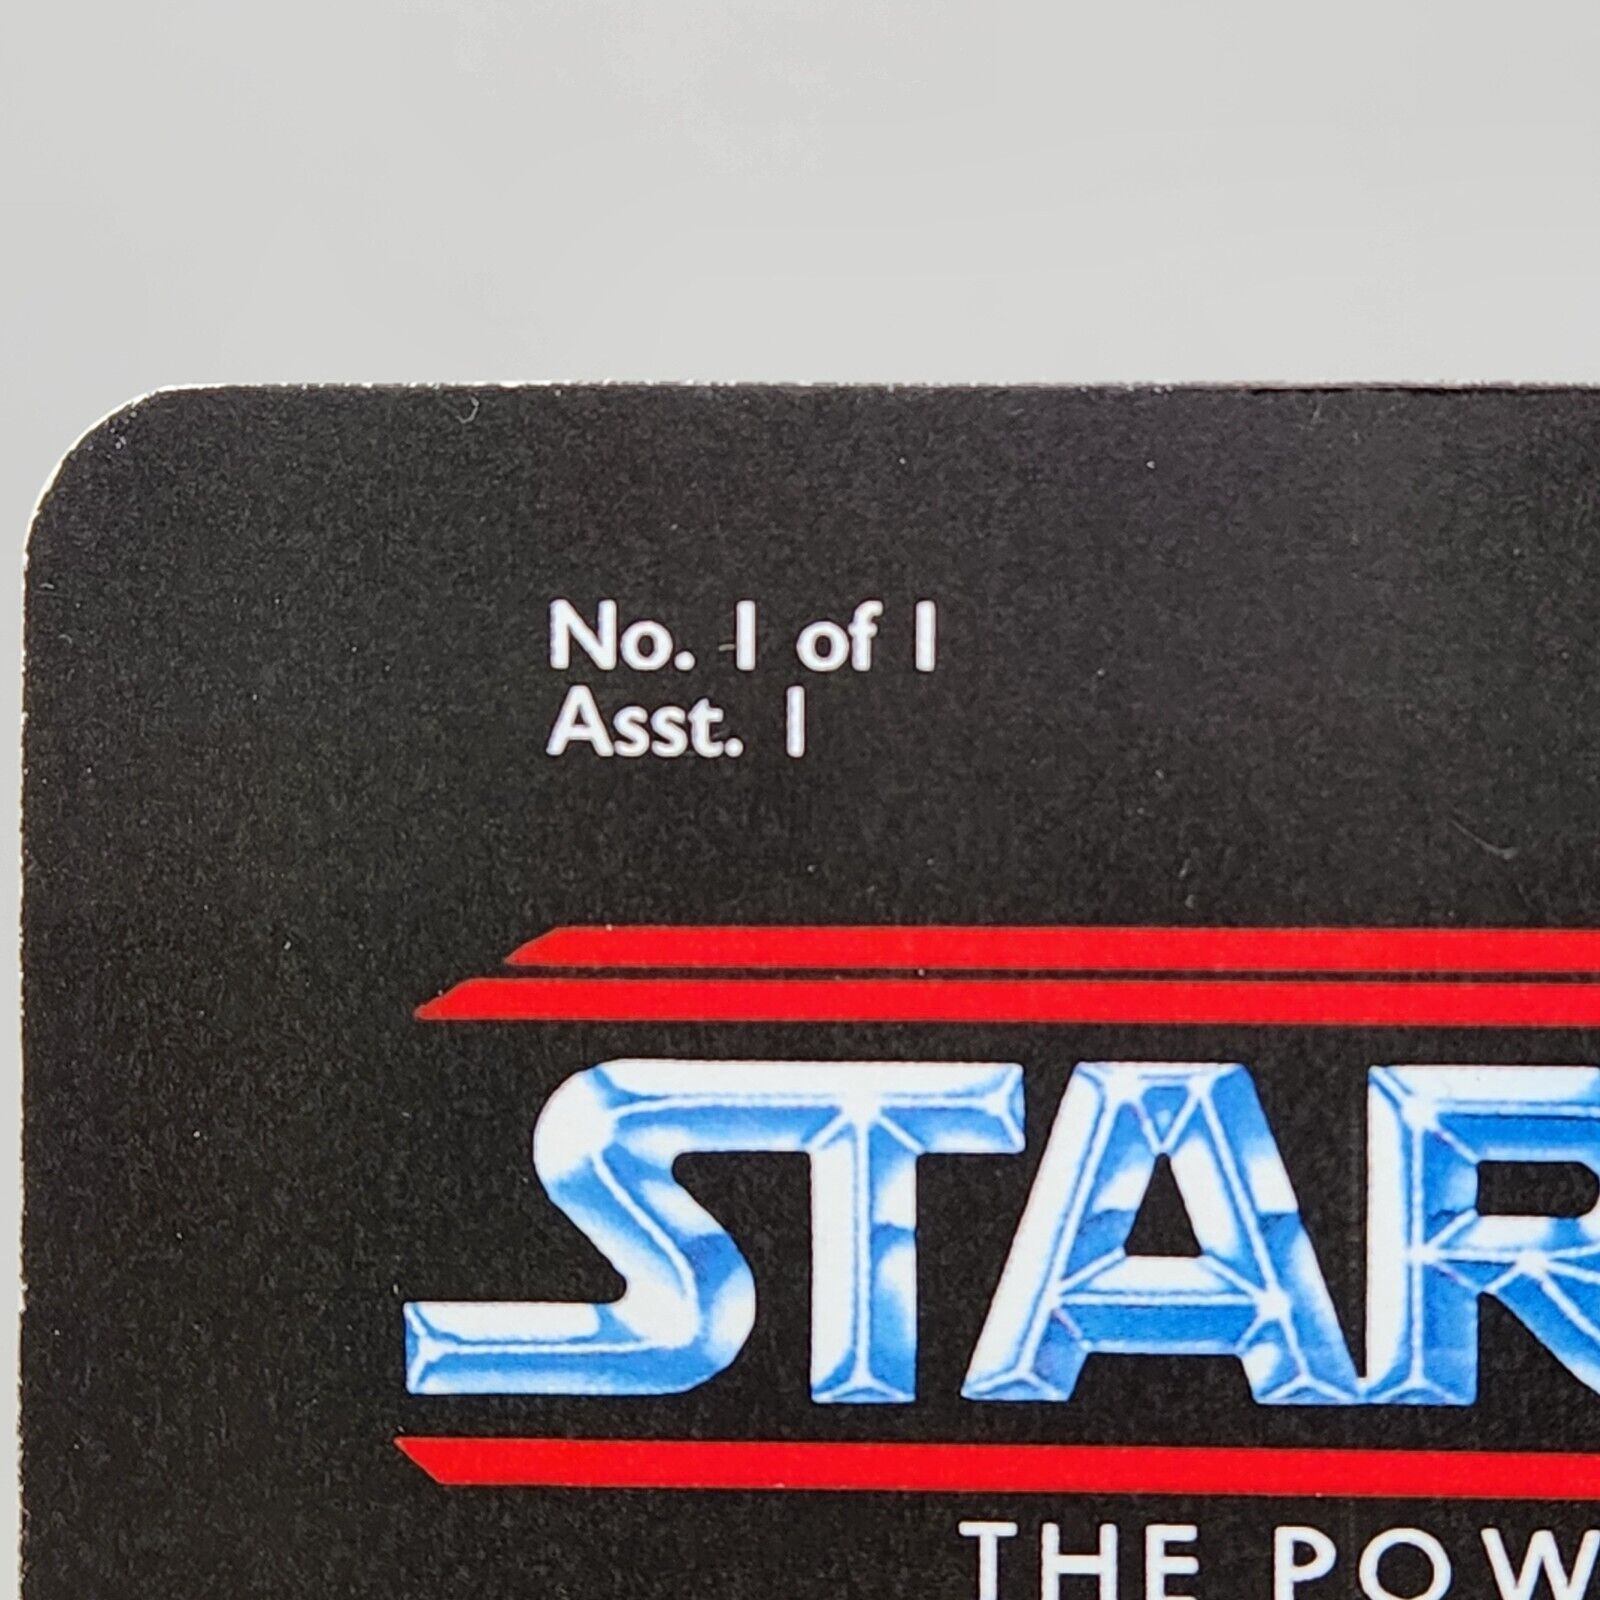 No. 1 of 1
Asst. 1
STAR
THE POW